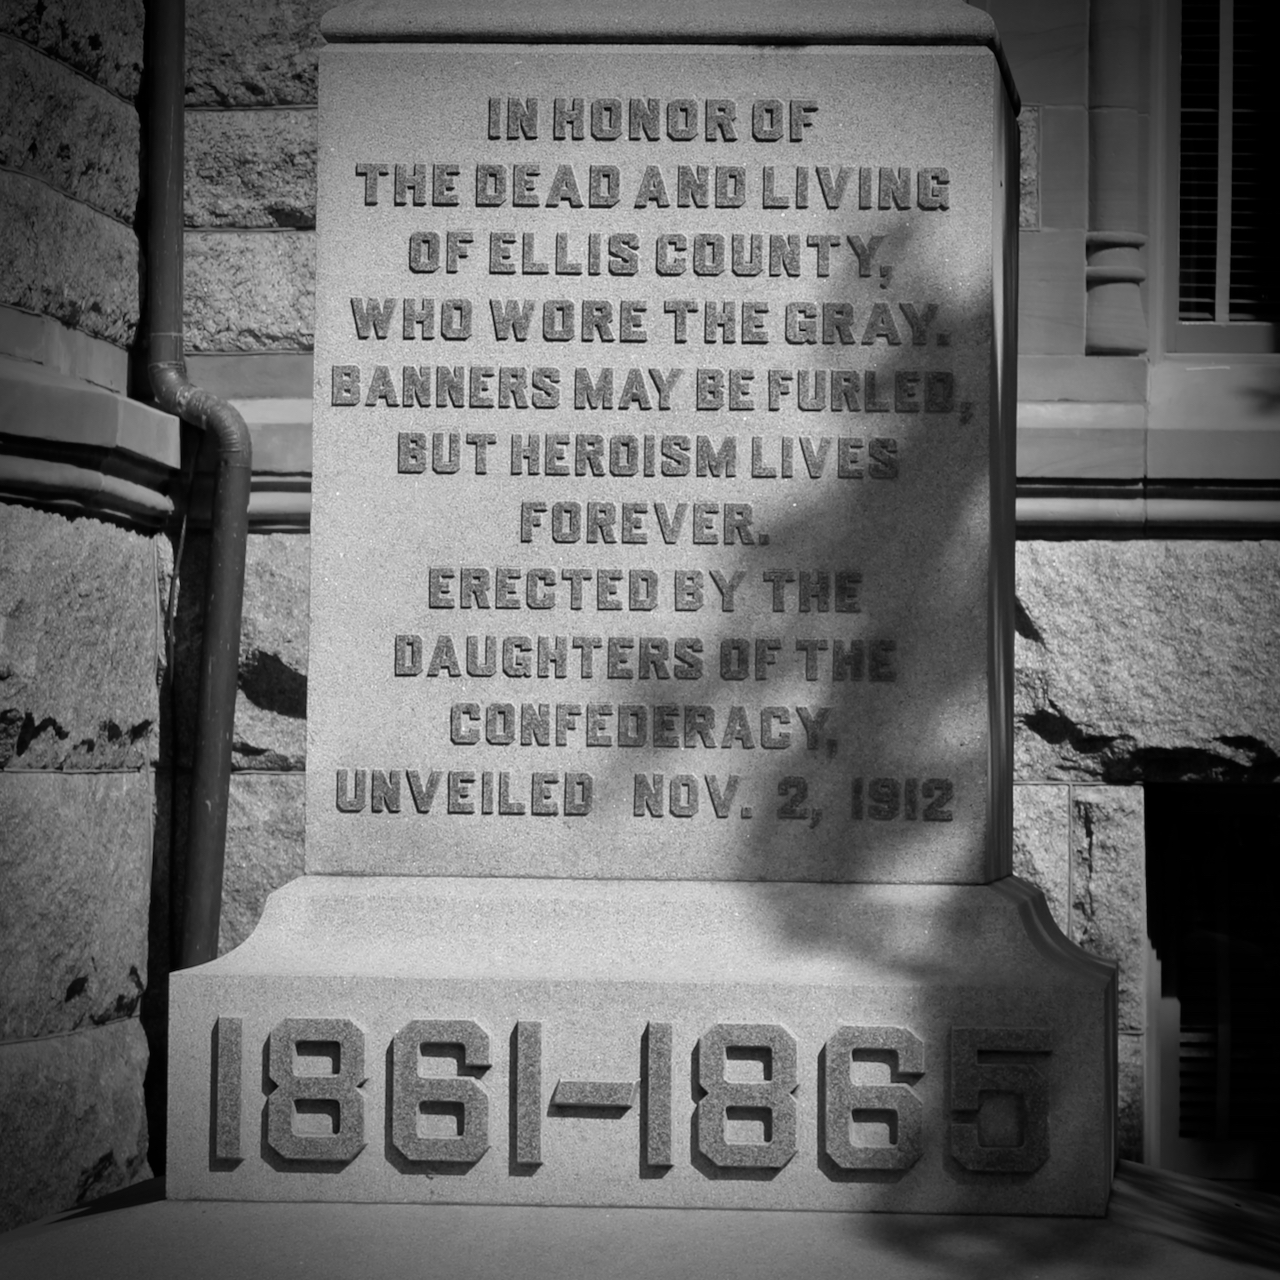 IN HONOR OF
THE DEAD AND LIVING
OF ELLIS COUNTY,
WHO WORE THE GRAY.
BANNERS MAY BE FURLED,
BUT HEROISM LIVES
FOREVER.
ERECTED BY THE
DAUGHTERS OF THE
CONFEDERACY,
UNVEILED NOV. 2, 1912
1861–1865